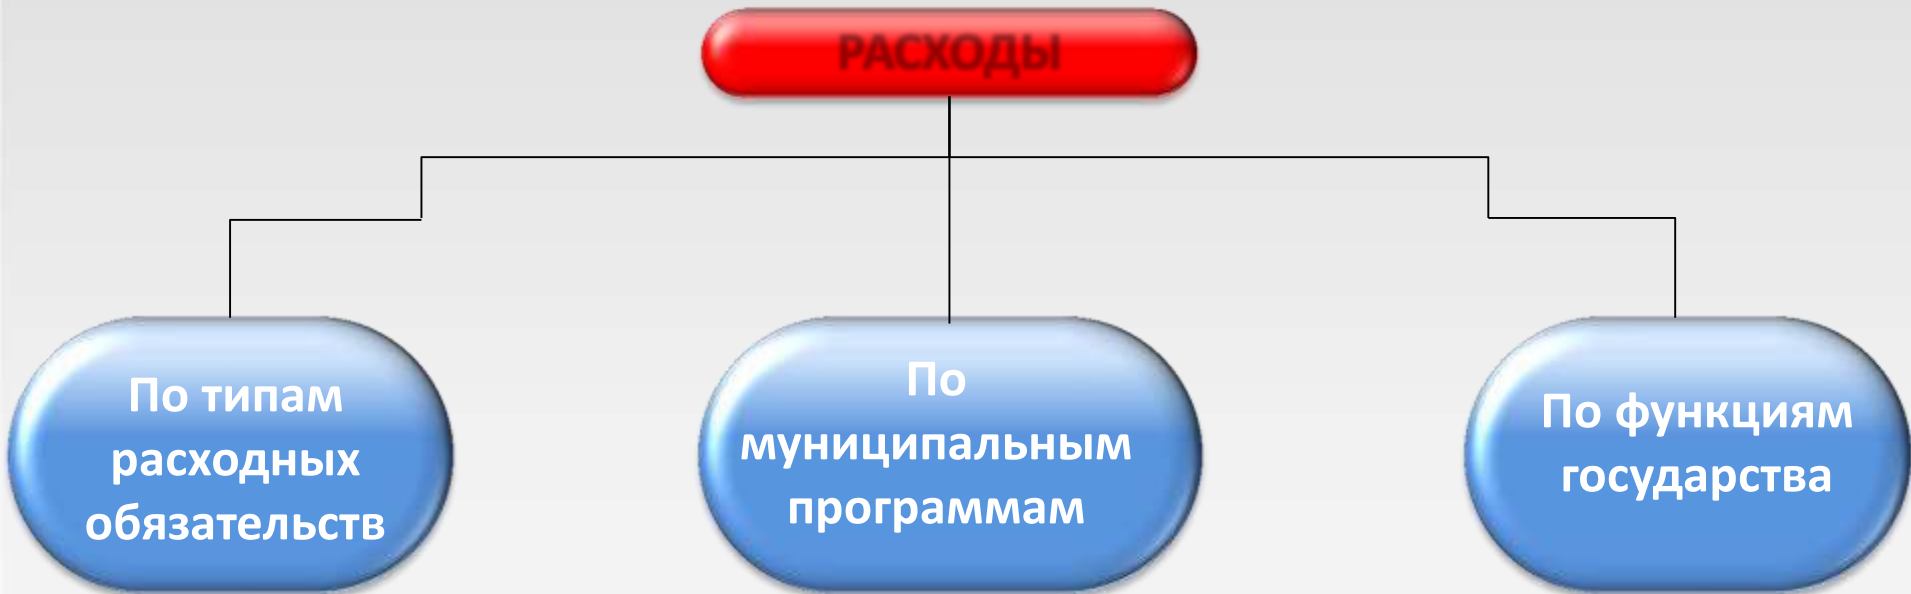 РАСХОДЫ
По типам
расходных
обязательств
По
муниципальным
программам
По функциям
государства